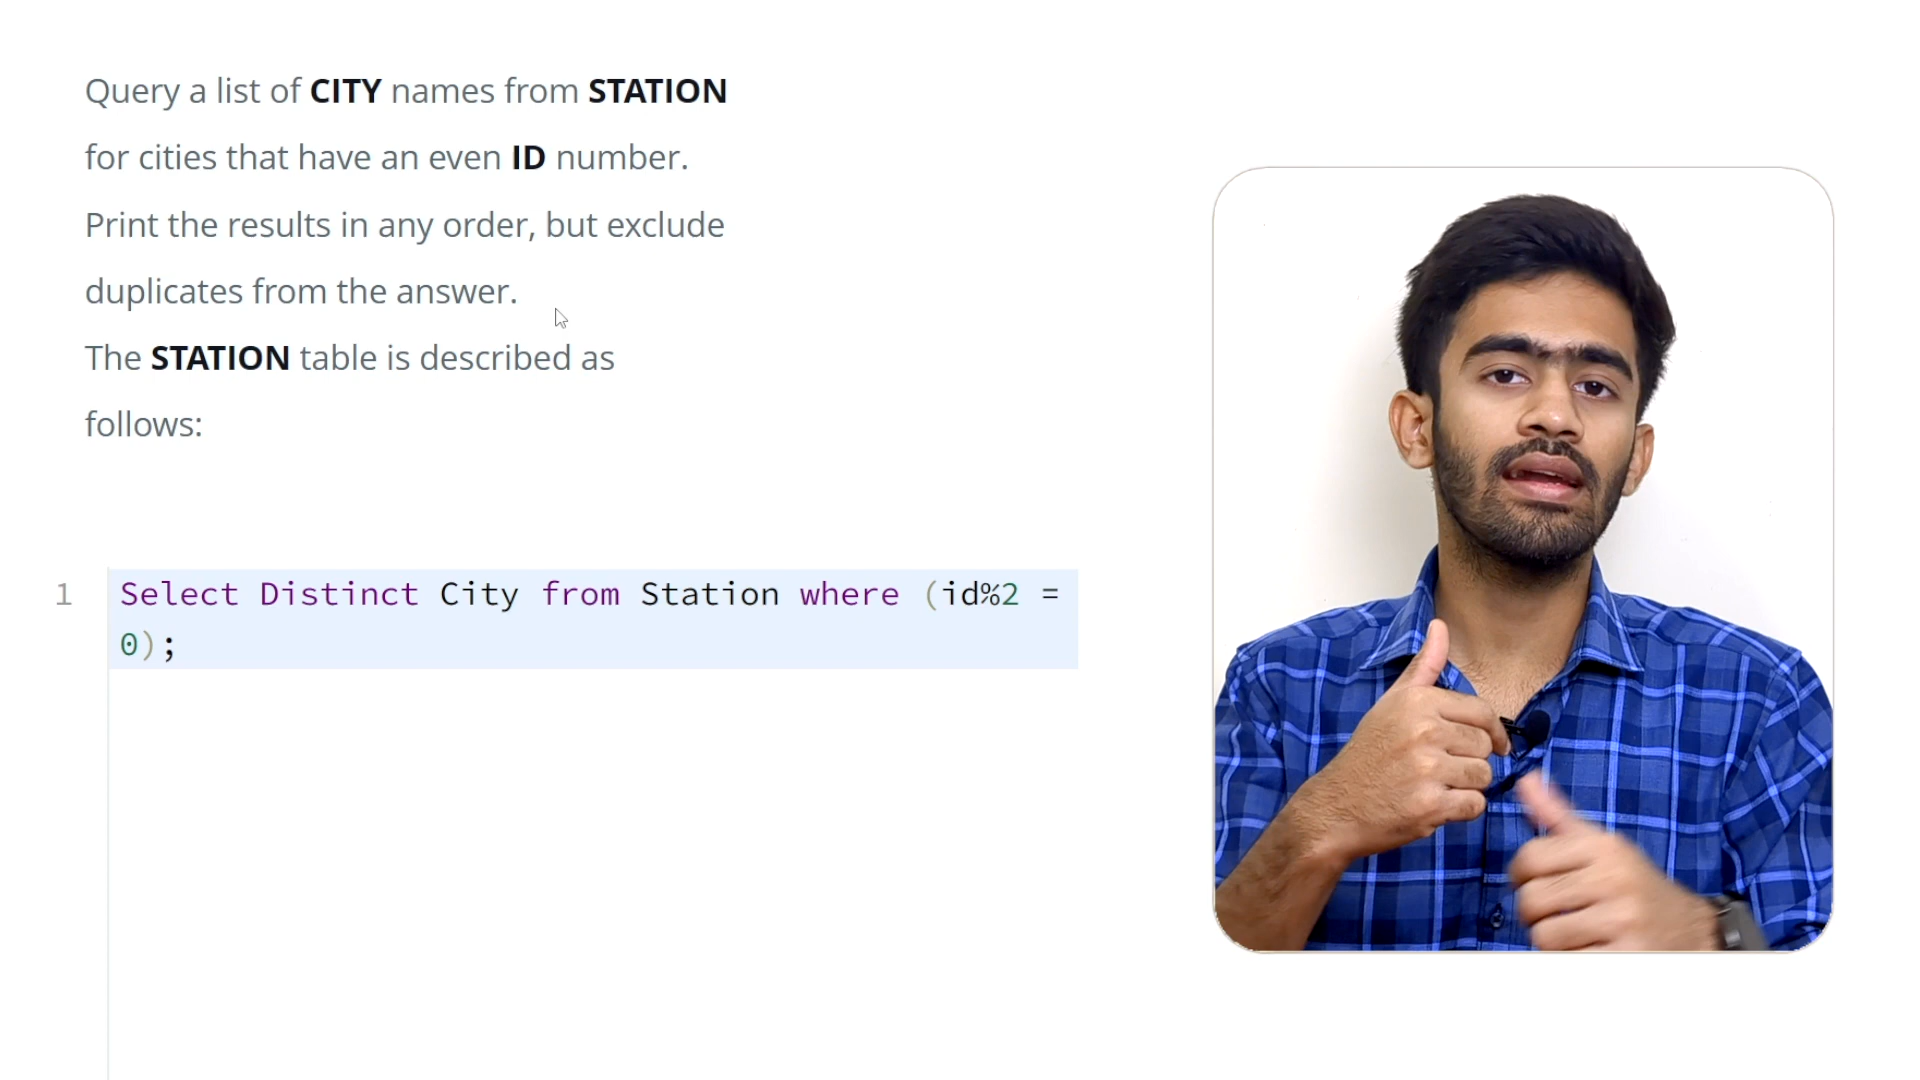 Query a list of CITY names from STATION
for cities that have an even ID number.
Print the results in any order, but exclude
duplicates from the answer.
The STATION table is described as
follows:
1
Select Distinct City from Station where (id%2 =
0);